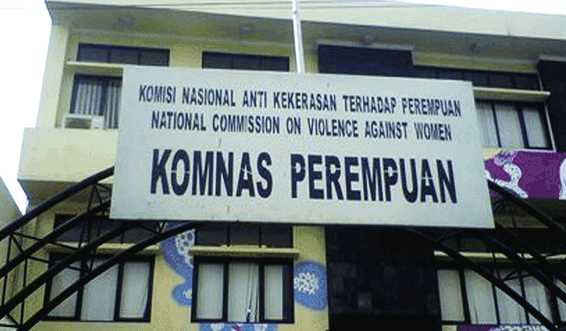 KOMISI NASIONAL ANTI KEKERASAN TERHADAP PEREMPUAN
NATIONAL COMMISSION ON VIOLENCE AGAINST WOMEN
KOMNAS PEREMPUAN